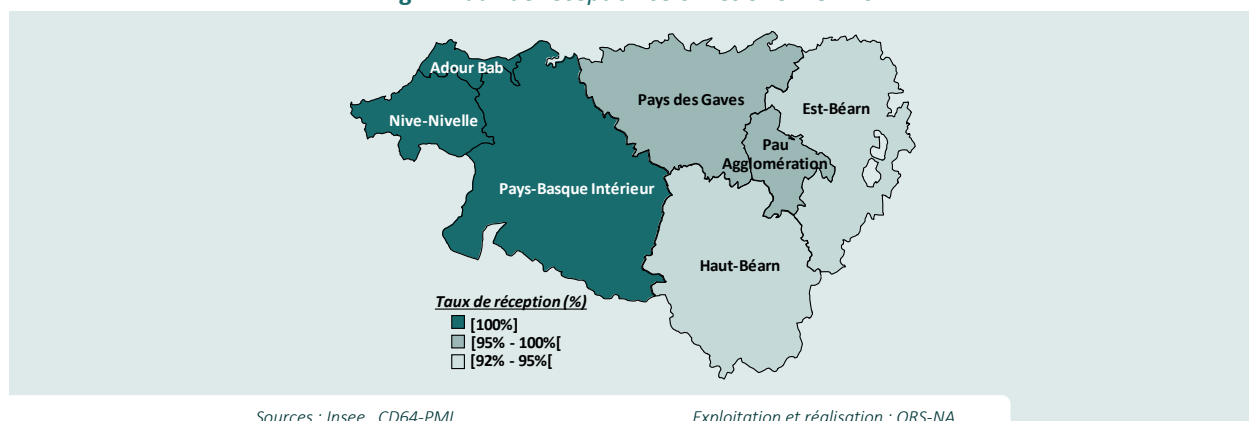 Adour Bab
Nive-Nivelle
Pays-Basque Intérieur
Pays des Gaves
Pau
Agglomération
Est-Béarn
Haut-Béarn
Taux de réception (%)
[100%]
[95% - 100%[
[92% - 95%[
Sources : Insee, CD64-PMI
Exploitation et réalisation : ORS-NA